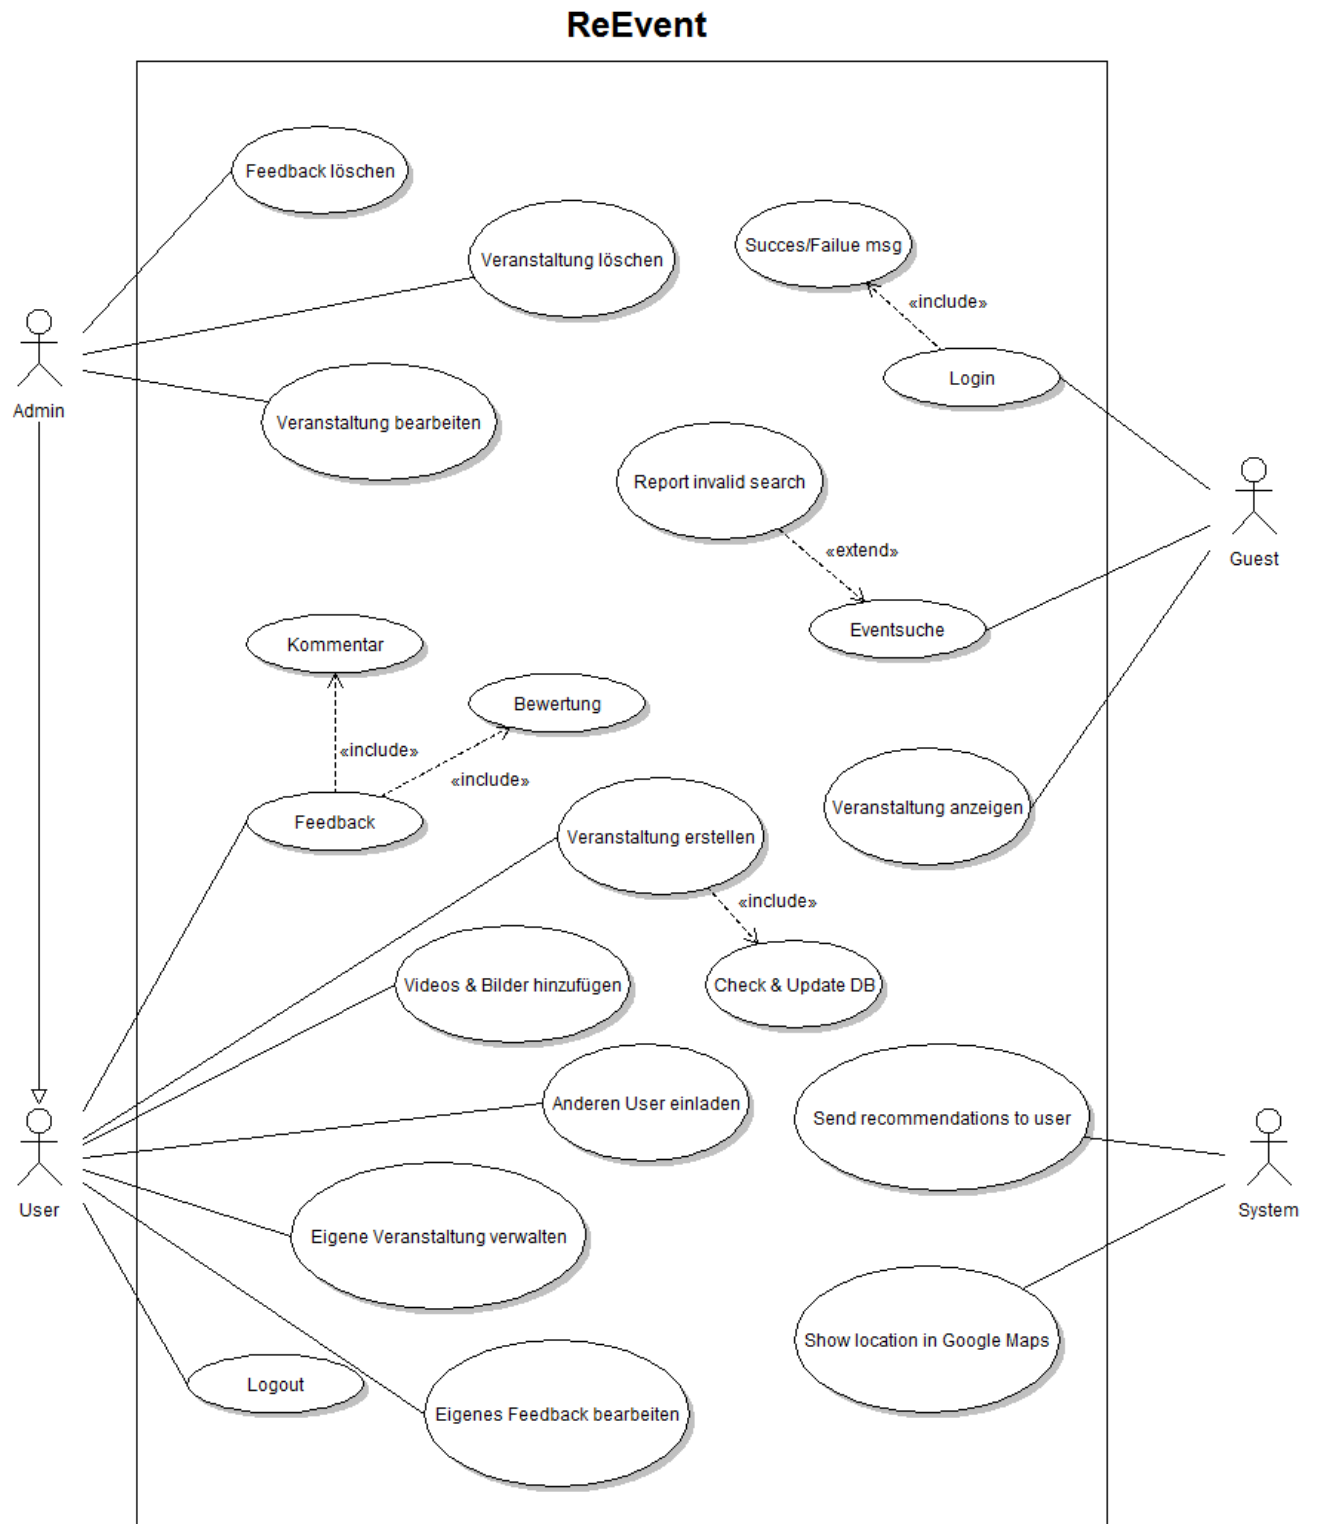 ReEvent
Feedback löschen
Veranstaltung löschen
Succes/Failue msg
«include»
Login
Admin
Veranstaltung bearbeiten
Report invalid search
«extend»
Guest
Eventsuche
Kommentar
Bewertung
«include»
«include»
Feedback
Veranstaltung erstellen
Veranstaltung anzeigen
«include»
Videos & Bilder hinzufügen
Check & Update DB
Anderen User einladen
Send recommendations to user
User
System
Eigene Veranstaltung verwalten
Show location in Google Maps
Logout
Eigenes Feedback bearbeiten